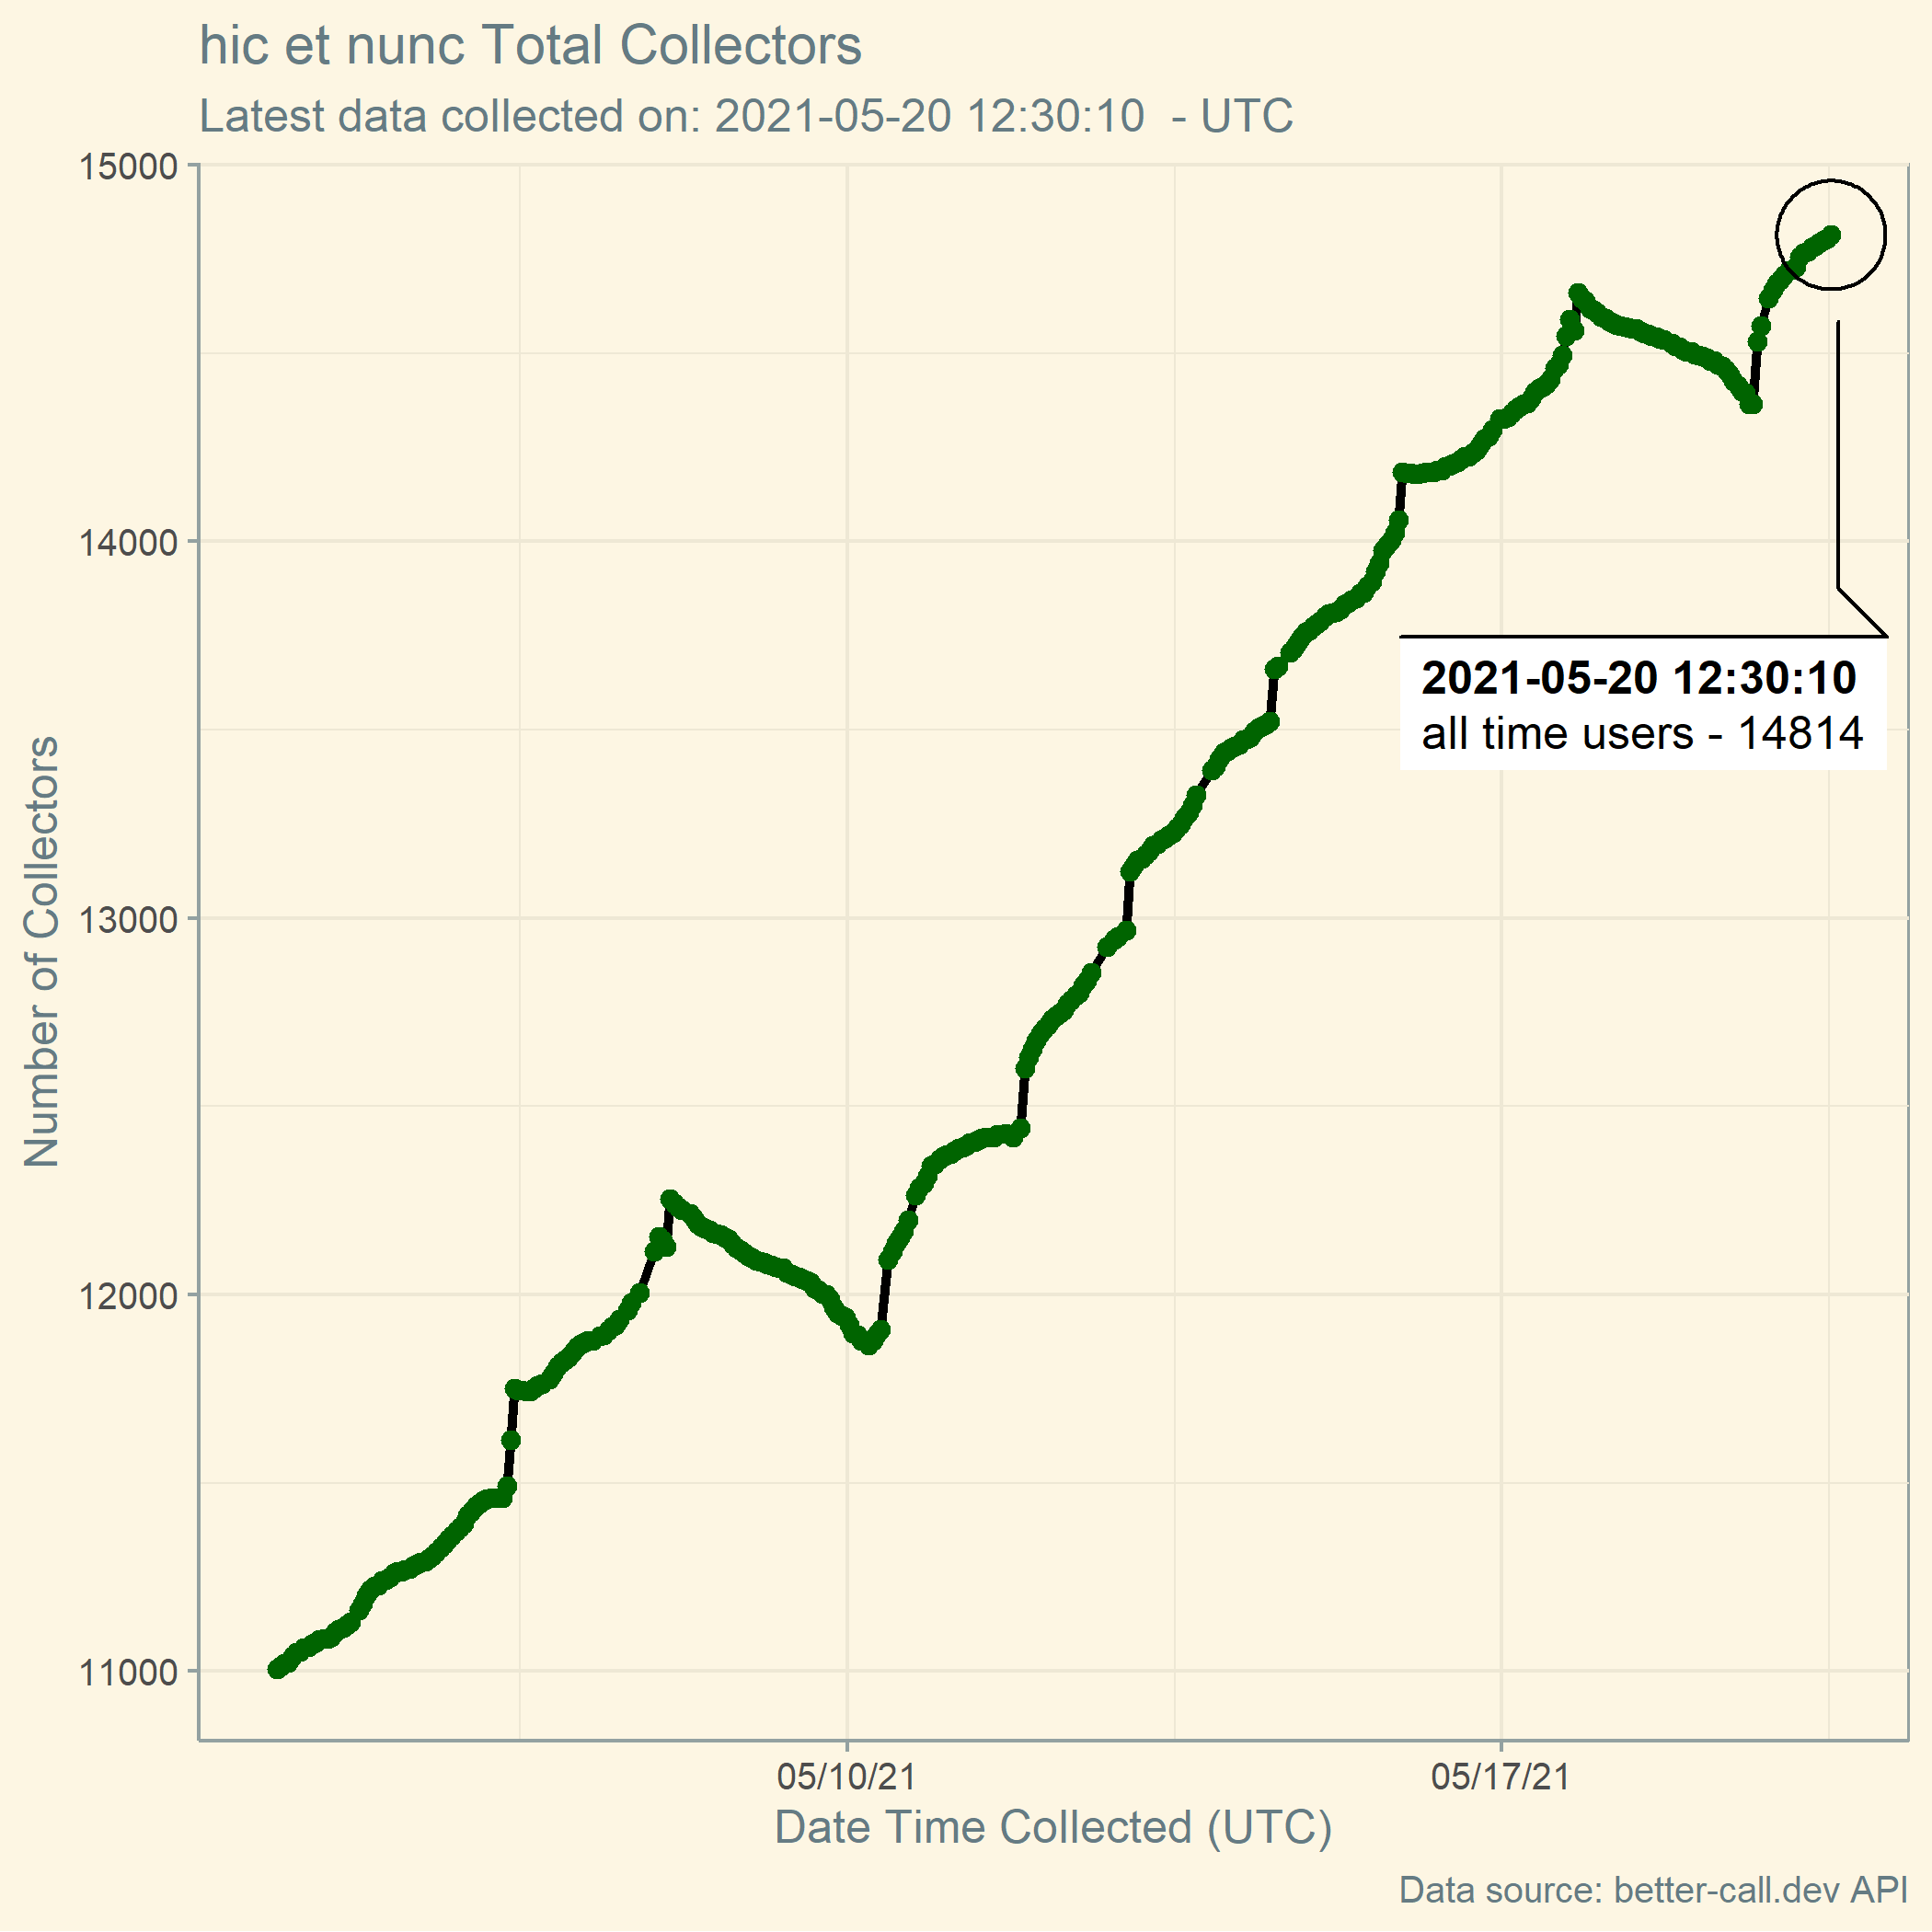 hic et nunc Total Collectors
Latest data collected on: 2021-05-20 12:30:10  - UTC
Number of Collectors
15000
14000
13000
12000
11000
2021-05-20 12:30:10
all time users - 14814
05/10/21
05/17/21
Date Time Collected (UTC)
Data source: better-call.dev API